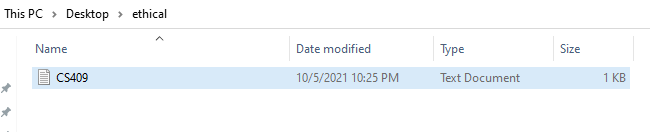 This PC > Desktop > ethical
Name Date modified Type Size
CS409 10/5/2021 10:25 PM Text Document 1 KB